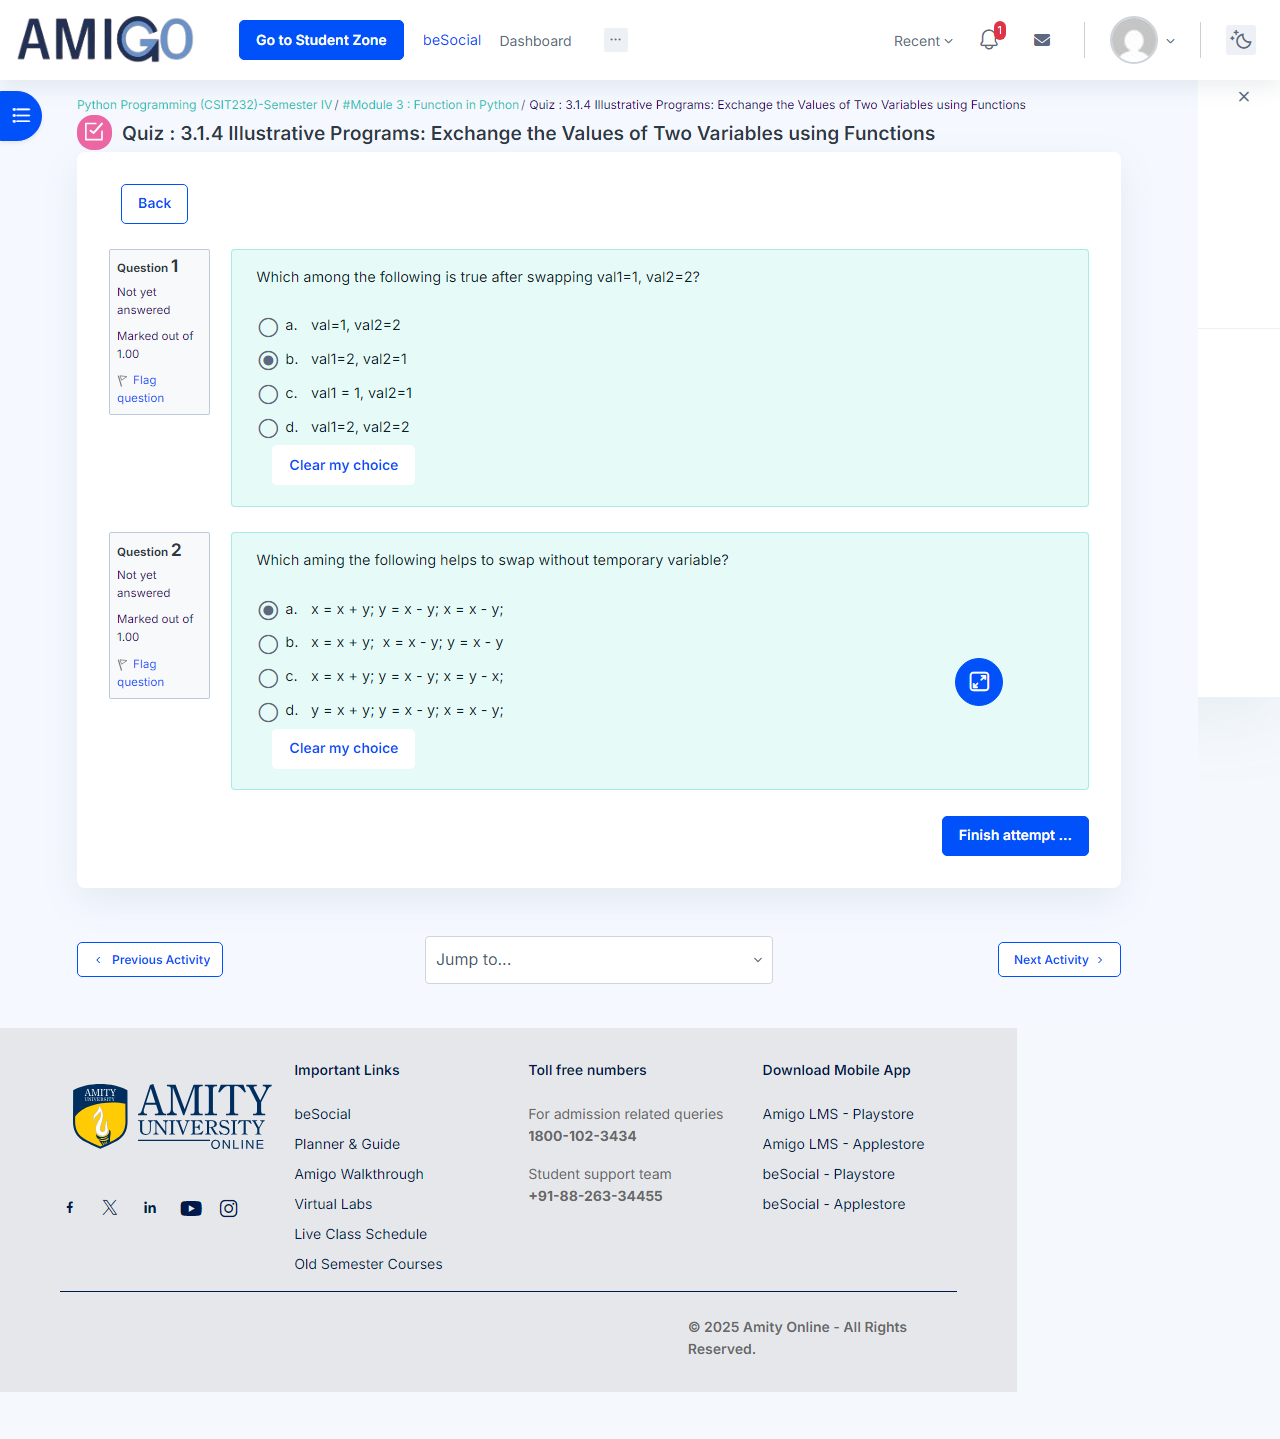 AMIGO
Go to Student Zone
beSocial
Dashboard
Recent
1
Python Programming (CSIT232)-Semester IV / #Module 3 : Function in Python / Quiz : 3.1.4 Illustrative Programs: Exchange the Values of Two Variables using Functions
Quiz : 3.1.4 Illustrative Programs: Exchange the Values of Two Variables using Functions
Back
Question 1
Not yet
answered
Marked out of
1.00
Flag
question
Which among the following is true after swapping val1=1, val2=2?
a. val=1, val2=2
b. val1=2, val2=1
c. val1 = 1, val2=1
d. val1=2, val2=2
Clear my choice
Question 2
Not yet
answered
Marked out of
1.00
Flag
question
Which aming the following helps to swap without temporary variable?
a. x = x + y; y = x - y; x = x - y;
b. x = x + y;  x = x - y; y = x - y
c. x = x + y; y = x - y; x = y - x;
d. y = x + y; y = x - y; x = x - y;
Clear my choice
Finish attempt ...
Previous Activity
Jump to...
Next Activity
AMITY
UNIVERSITY
AMITY
UNIVERSITY
ONLINE
Important Links
beSocial
Planner & Guide
Amigo Walkthrough
Virtual Labs
Live Class Schedule
Old Semester Courses
Toll free numbers
For admission related queries
1800-102-3434
Student support team
+91-88-263-34455
Download Mobile App
Amigo LMS - Playstore
Amigo LMS - Applestore
beSocial - Playstore
beSocial - Applestore
© 2025 Amity Online - All Rights
Reserved.